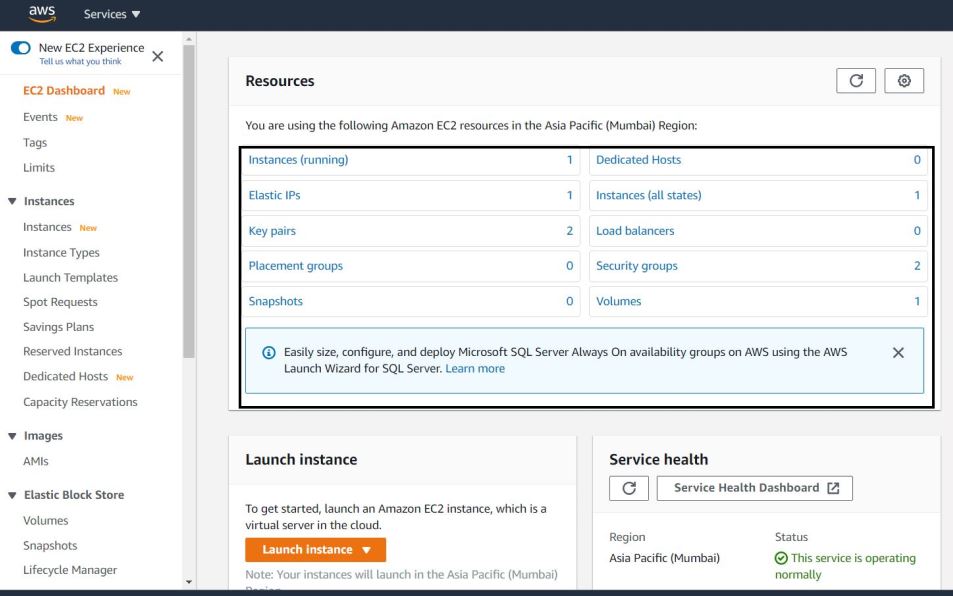 aws
Services
New EC2 Experience
Tell us what you think
EC2 Dashboard New
Events New
Tags
Limits
Instances
Instances New
Instance Types
Launch Templates
Spot Requests
Savings Plans
Reserved Instances
Dedicated Hosts New
Capacity Reservations
Images
AMIs
Elastic Block Store
Volumes
Snapshots
Lifecycle Manager
Resources
You are using the following Amazon EC2 resources in the Asia Pacific (Mumbai) Region:
Instances (running) 1 Dedicated Hosts 0
Elastic IPs 1 Instances (all states) 1
Key pairs 2 Load balancers 0
Placement groups 0 Security groups 2
Snapshots 0 Volumes 1
Easily size, configure, and deploy Microsoft SQL Server Always On availability groups on AWS using the AWS
Launch Wizard for SQL Server. Learn more
Launch instance
To get started, launch an Amazon EC2 instance, which is a
virtual server in the cloud.
Launch instance
Note: Your instances will launch in the Asia Pacific (Mumbai)
Region
Service health
Service Health Dashboard
Region Status
Asia Pacific (Mumbai) This service is operating
normally